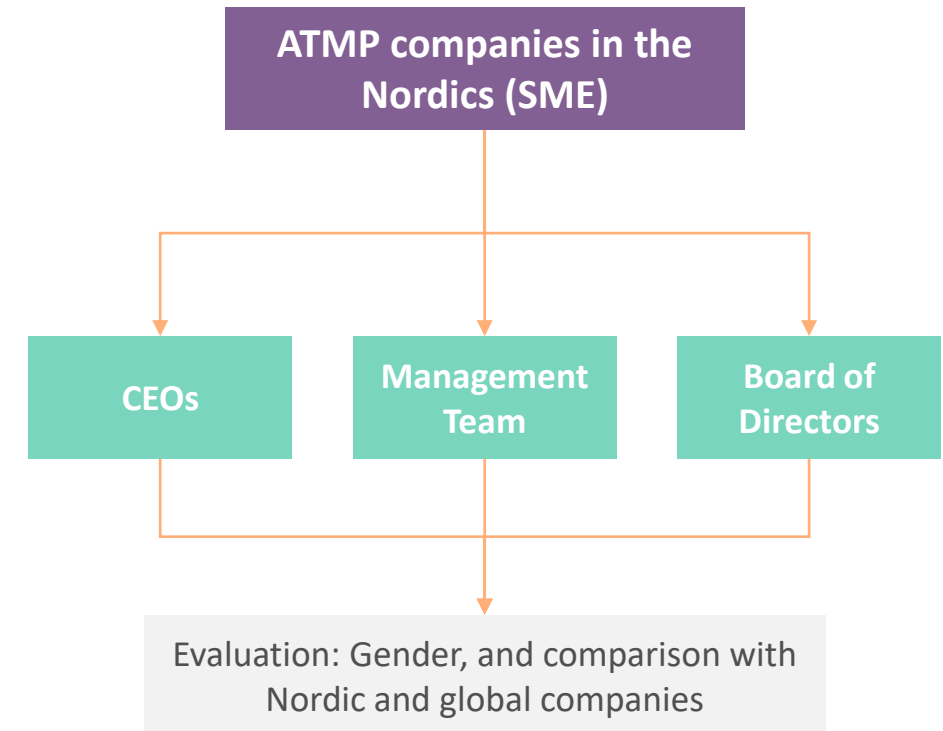 ATMP companies in the
Nordics (SME)
CEOs
Management
Team
Board of
Directors
Evaluation: Gender, and comparison with
Nordic and global companies